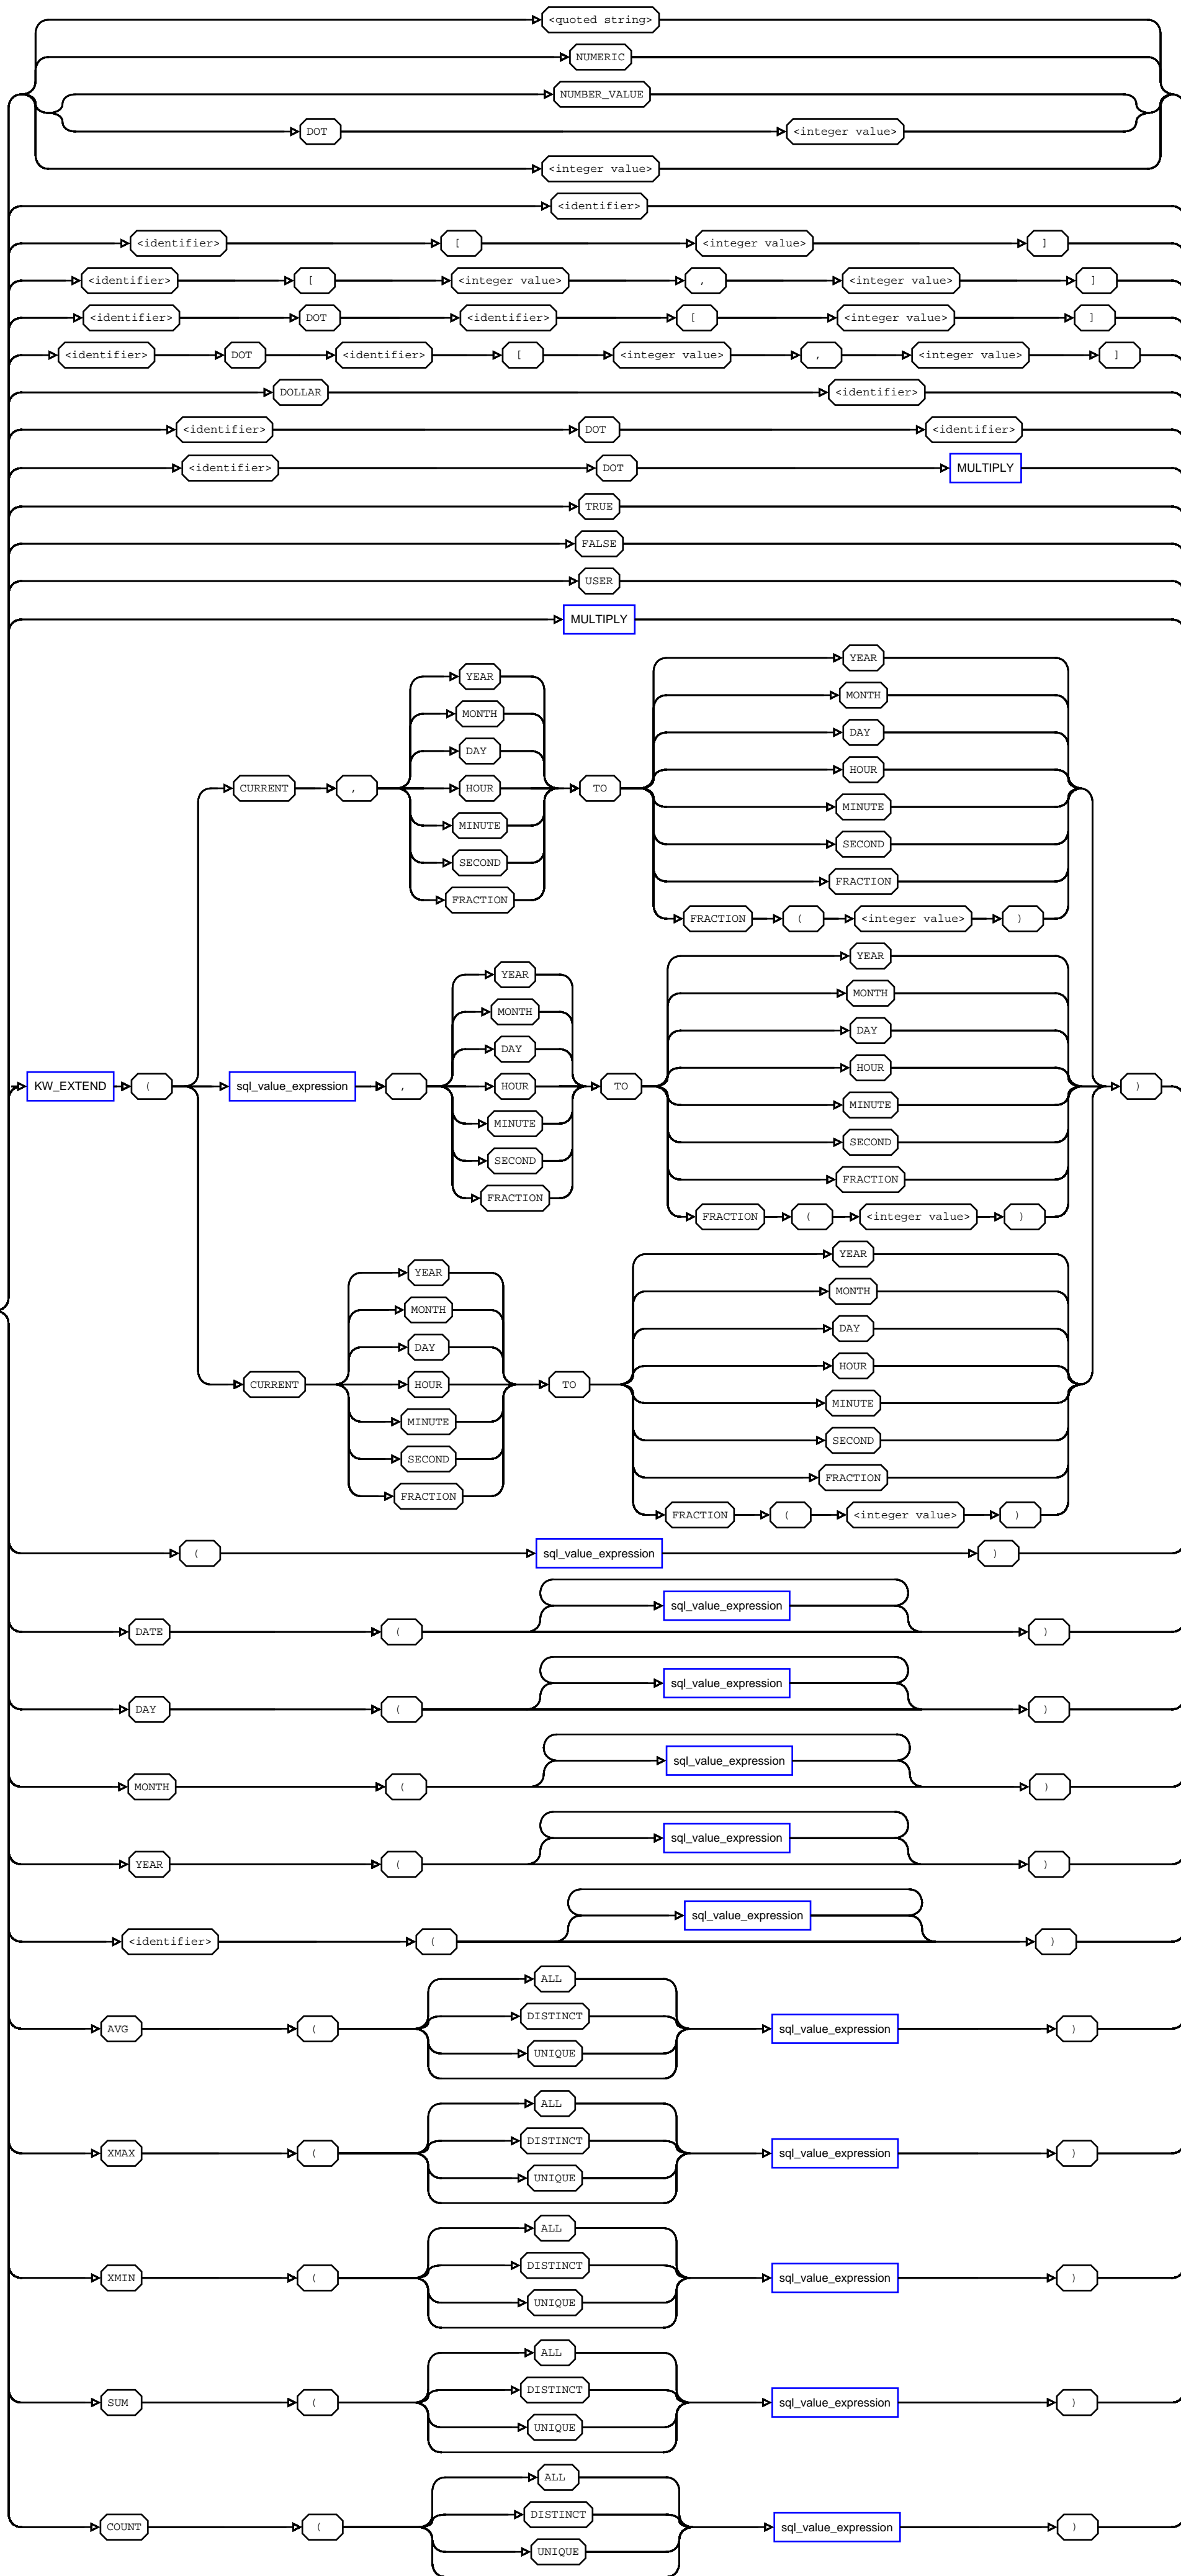 <quoted string>
NUMERIC
NUMBER_VALUE
DOT <integer value>
<integer value>
<identifier>
<identifier> [ <integer value> ]
<identifier> [ <integer value> , <integer value> ]
<identifier> DOT <identifier> [ <integer value> ]
<identifier> DOT <identifier> [ <integer value> , <integer value> ]
DOLLAR <identifier>
<identifier> DOT <identifier>
<identifier> DOT MULTIPLY
TRUE
FALSE
USER
MULTIPLY
YEAR
YEAR
MONTH
MONTH
DAY
DAY
HOUR
CURRENT , HOUR TO
MINUTE
MINUTE
SECOND
SECOND
FRACTION
FRACTION
FRACTION ( <integer value> )
YEAR
YEAR
MONTH
MONTH
DAY
DAY
HOUR
KW_EXTEND ( sql_value_expression , HOUR TO )
MINUTE
MINUTE
SECOND
SECOND
FRACTION
FRACTION
FRACTION ( <integer value> )
YEAR
YEAR
MONTH
MONTH
DAY
DAY
HOUR
CURRENT HOUR TO
MINUTE
MINUTE
SECOND
SECOND
FRACTION
FRACTION
FRACTION ( <integer value> )
( sql_value_expression )
sql_value_expression
DATE ( )
sql_value_expression
DAY ( )
sql_value_expression
MONTH ( )
sql_value_expression
YEAR ( )
sql_value_expression
<identifier> ( )
ALL
DISTINCT
AVG ( sql_value_expression )
UNIQUE
ALL
DISTINCT
XMAX ( sql_value_expression )
UNIQUE
ALL
DISTINCT
XMIN ( sql_value_expression )
UNIQUE
ALL
DISTINCT
SUM ( sql_value_expression )
UNIQUE
ALL
DISTINCT
COUNT ( sql_value_expression )
UNIQUE